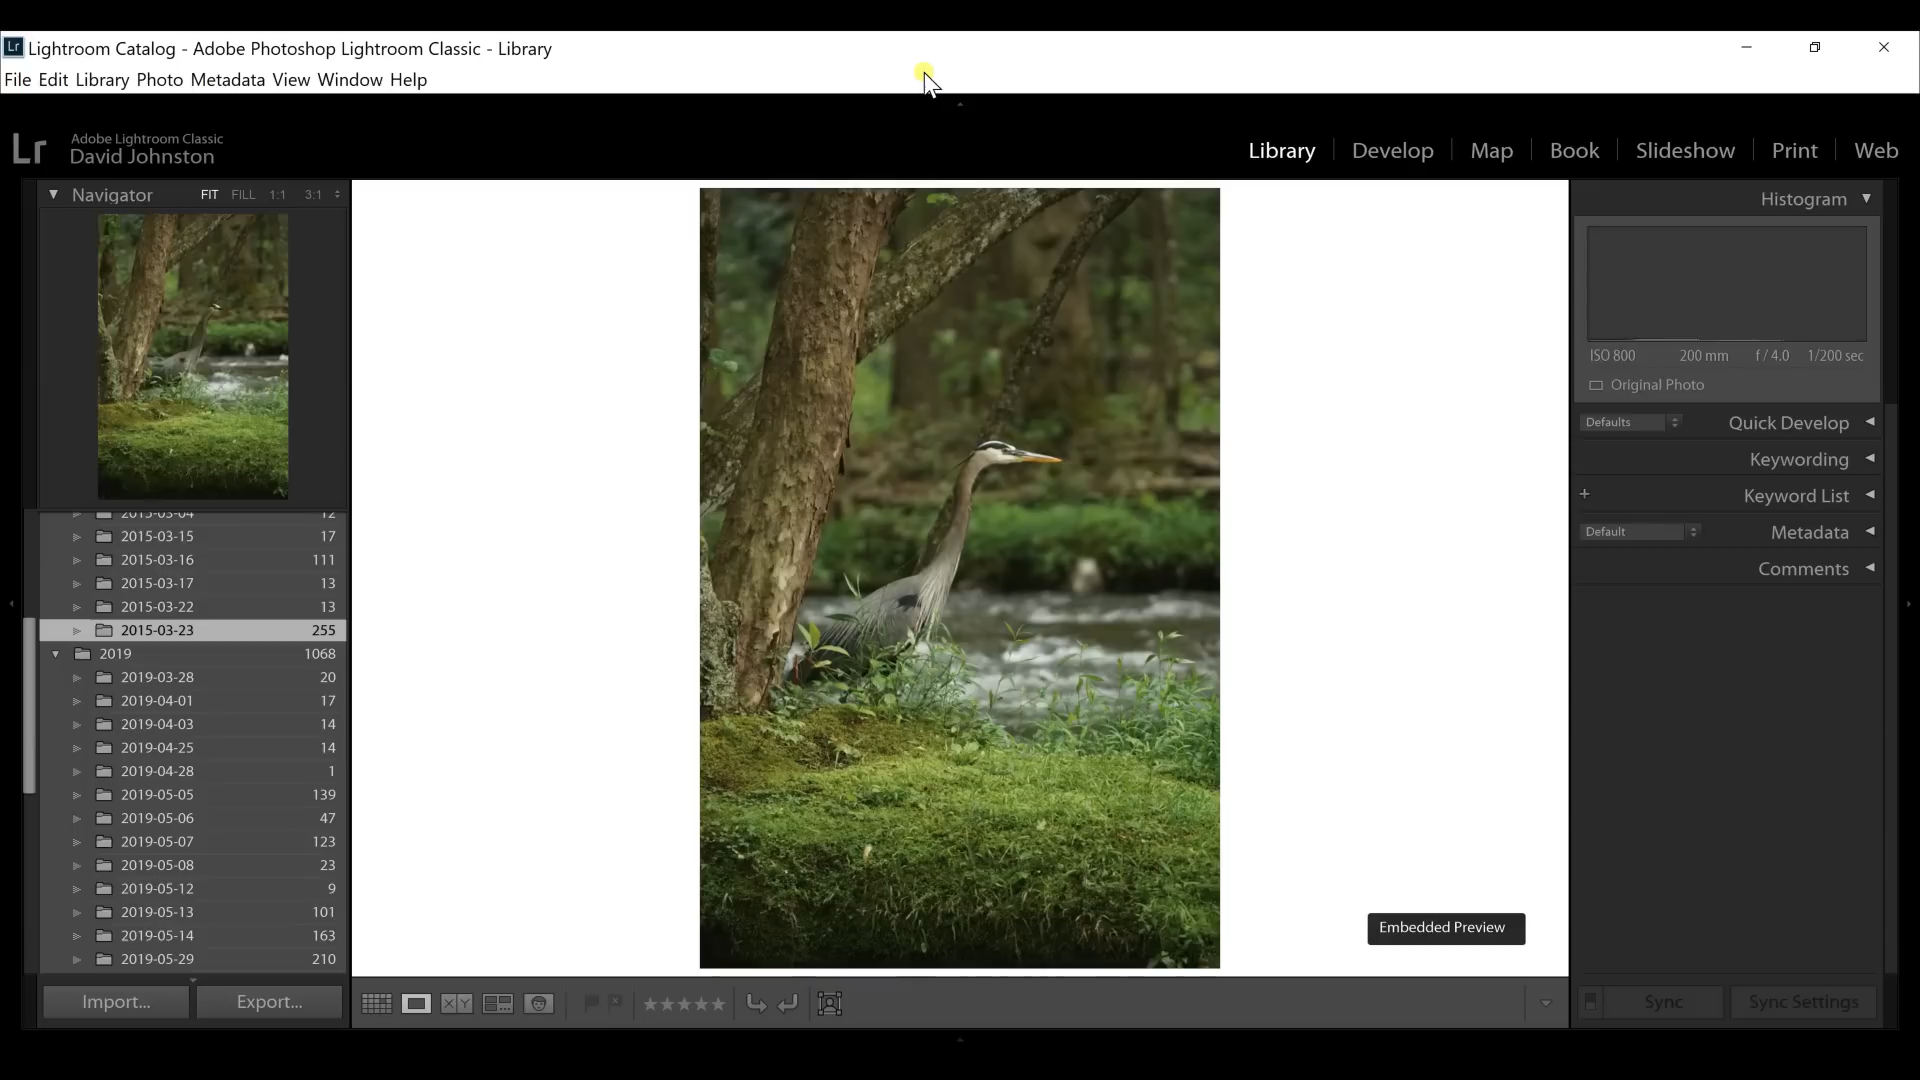 Lr Lightroom Catalog - Adobe Photoshop Lightroom Classic - Library
File Edit Library Photo Metadata View Window Help
Lr Adobe Lightroom Classic
David Johnston
Library Develop Map Book Slideshow Print Web
Navigator FIT FILL 1:1 3:1
2015-03-04 12
2015-03-15 17
2015-03-16 111
2015-03-17 13
2015-03-22 13
2015-03-23 255
2019 1068
2019-03-28 20
2019-04-01 17
2019-04-03 14
2019-04-25 14
2019-04-28 1
2019-05-05 139
2019-05-06 47
2019-05-07 123
2019-05-08 23
2019-05-12 9
2019-05-13 101
2019-05-14 163
2019-05-29 210
Import... Export...
Embedded Preview
XY
Histogram
ISO 800 200 mm f / 4.0 1/200 sec
Original Photo
Defaults Quick Develop
Keywording
+ Keyword List
Default Metadata
Comments
Sync Sync Settings